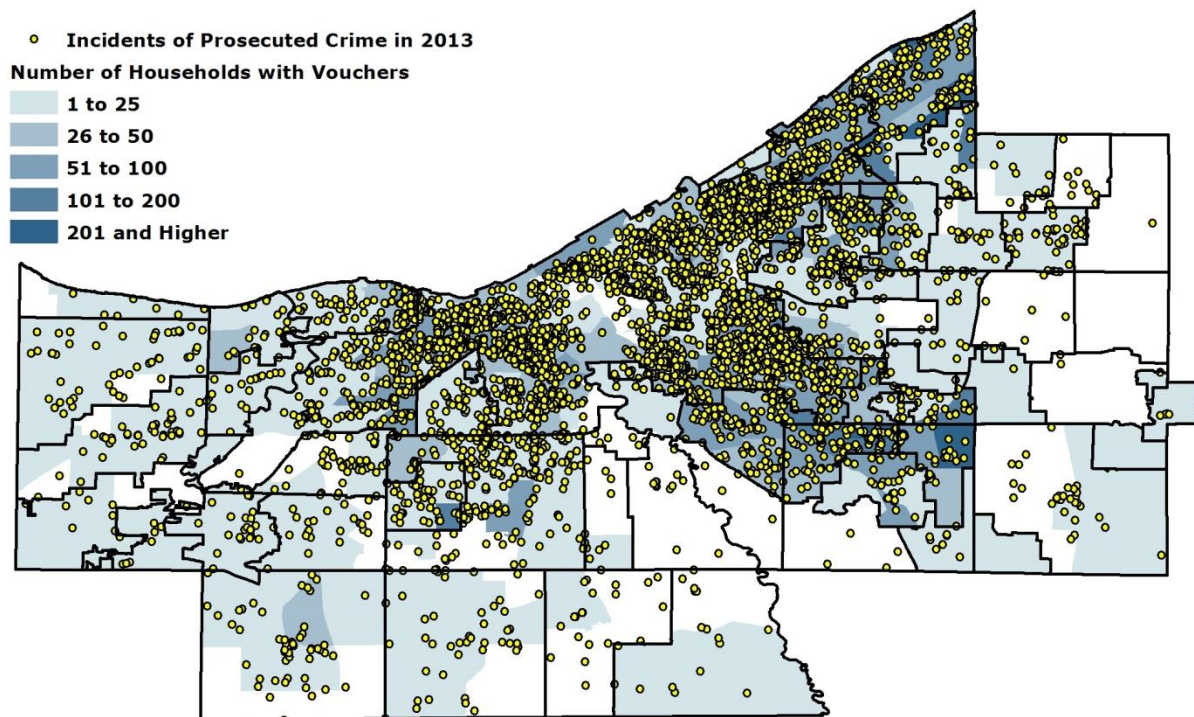 Incidents of Prosecuted Crime in 2013
Number of Households with Vouchers
1 to 25
26 to 50
51 to 100
101 to 200
201 and Higher